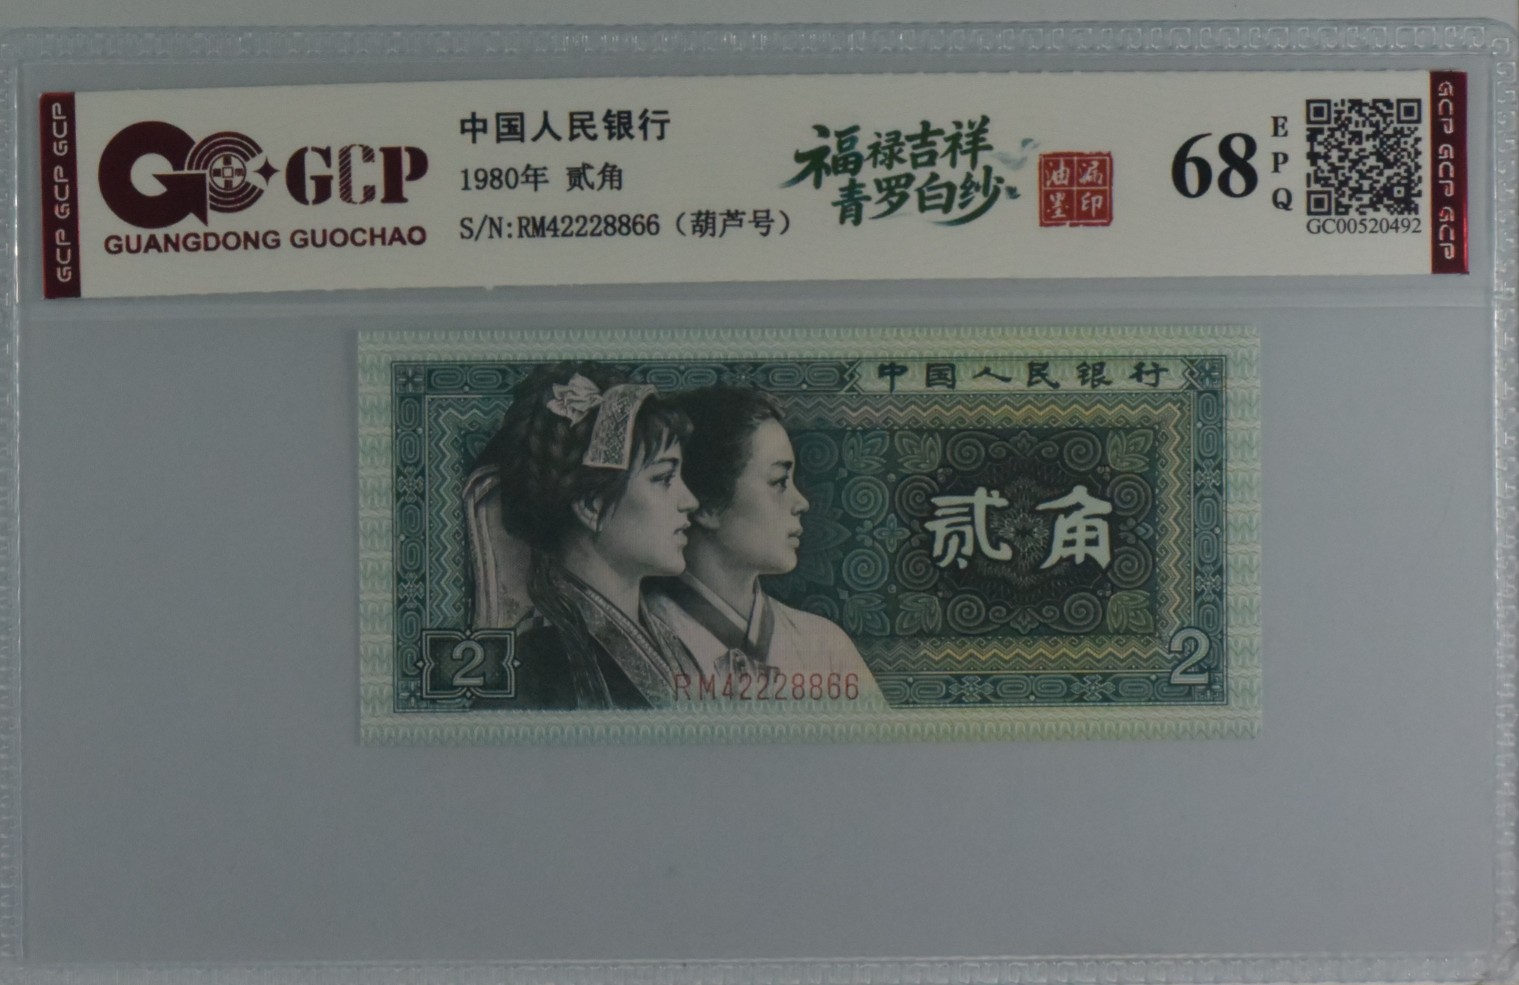 GCP GCP GCP
GCP
GUANGDONG GUOCHAO
中国人民银行
1980年 贰角
S/N:RM42228866（葫芦号）
福禄吉祥
青罗白纱
油漏
墨印
68
EPQ
GC00520492
GCP GCP GCP
中国人民银行
贰角
2
2
RM42228866